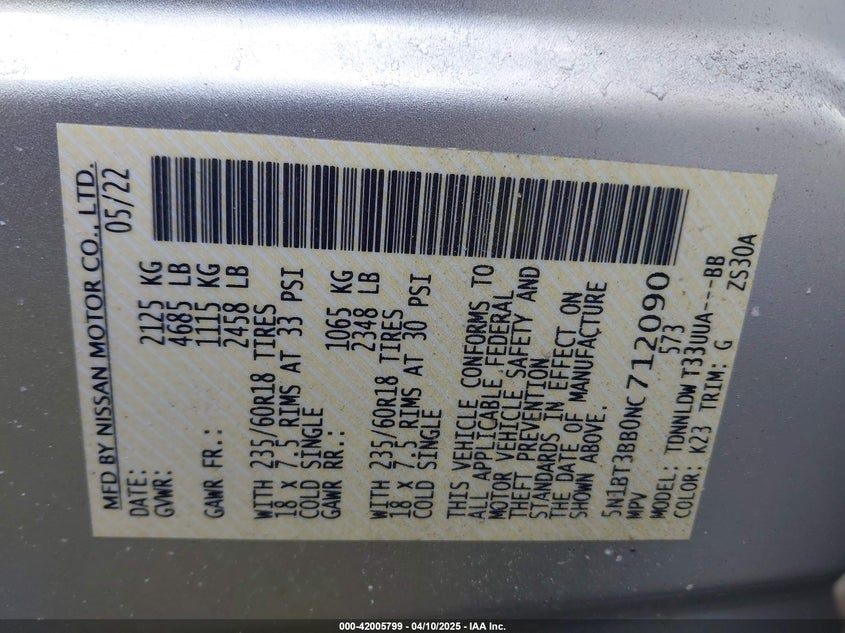 MFD BY NISSAN MOTOR CO., LTD.
DATE: 05/22
GVWR: 2125 KG
4685 LB
GAWR FR.: 1115 KG
2458 LB
WITH 235/60R18 TIRES
18 X 7.5 RIMS AT 33 PSI
COLD SINGLE
GAWR RR.: 1065 KG
2348 LB
WITH 235/60R18 TIRES
18 X 7.5 RIMS AT 30 PSI
COLD SINGLE
THIS VEHICLE CONFORMS TO
ALL APPLICABLE FEDERAL
MOTOR VEHICLE SAFETY AND
THEFT PREVENTION
STANDARDS IN EFFECT ON
THE DATE OF MANUFACTURE
SHOWN ABOVE.
5N1BT3BB0NC712090
MPV 573
MODEL: TDNNLDW T33UUA---BB
COLOR: K23 TRIM: G ZS30A
000-42005799 - 04/10/2025 - IAA Inc.